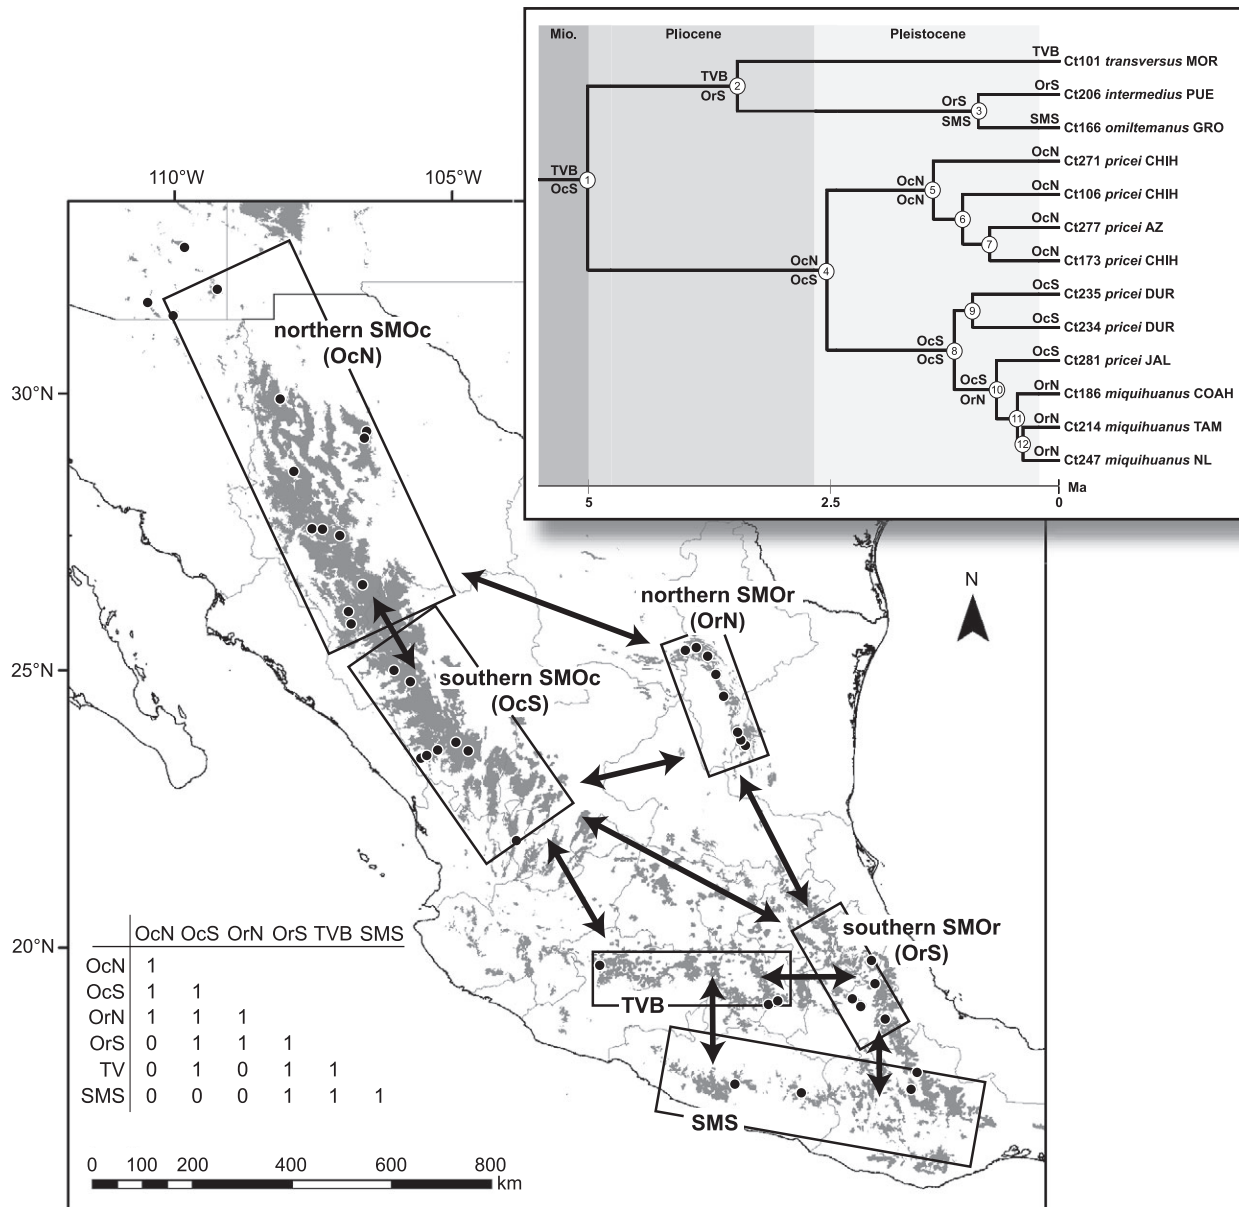 Mio. Pliocene Pleistocene
TVB
Ct101 transversus MOR
TVB
2
OrS
OrS
Ct206 intermedius PUE
OrS
3
SMS
SMS
Ct166 omiltemanus GRO
OcN
Ct271 pricei CHIH
TVB
1
OcS
OcN
5
OcN
OcN
Ct106 pricei CHIH
6
OcN
Ct277 pricei AZ
7
OcN
Ct173 pricei CHIH
OcN
4
OcS
OcS
Ct235 pricei DUR
9
OcS
Ct234 pricei DUR
OcS
8
OcS
OcS
Ct281 pricei JAL
OcS
10
OrN
OrN
Ct186 miquihuanus COAH
11
OrN
Ct214 miquihuanus TAM
12
OrN
Ct247 miquihuanus NL
Ma
5 2.5 0
110°W 105°W
30°N
25°N
20°N
northern SMOc
(OcN)
N
northern SMOr
(OrN)
southern SMOc
(OcS)
southern SMOr
(OrS)
TVB
SMS
OcN OcS OrN OrS TVB SMS
OcN 1
OcS 1 1
OrN 1 1 1
OrS 0 1 1 1
TV 0 1 0 1 1
SMS 0 0 0 1 1 1
0 100 200 400 600 800
km